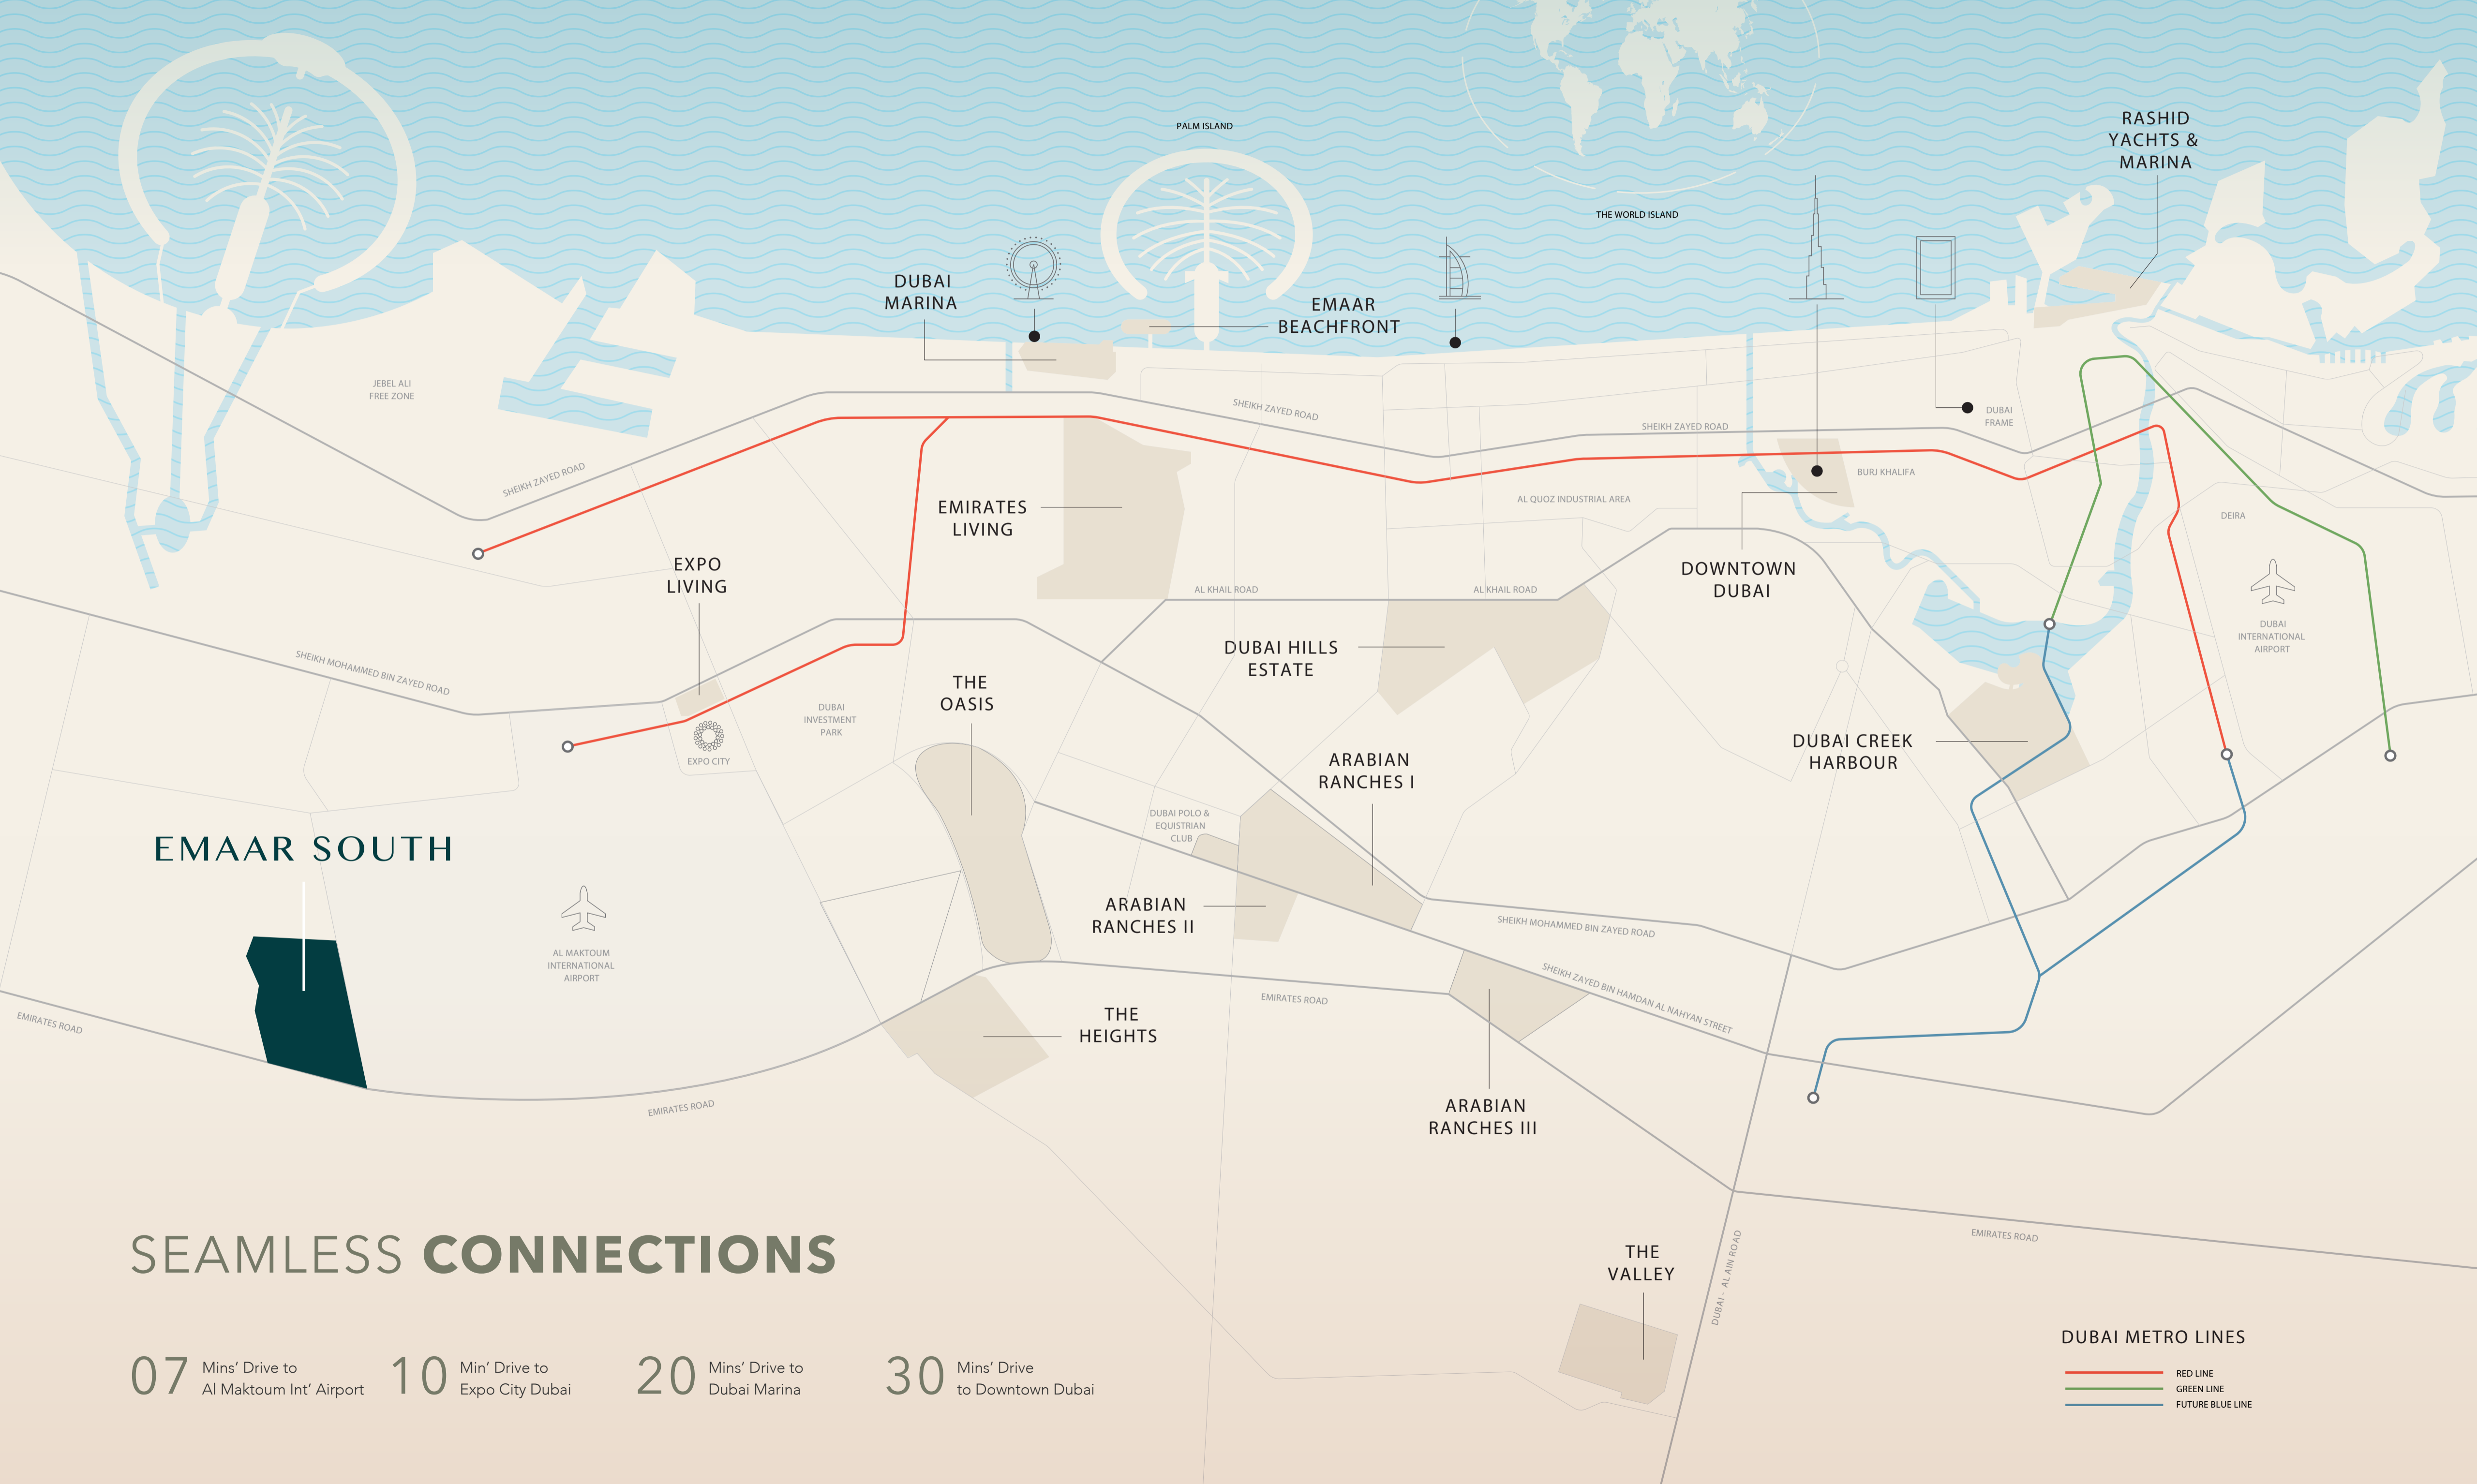 PALM ISLAND
THE WORLD ISLAND
RASHID
YACHTS &
MARINA
DUBAI
MARINA
EMAAR
BEACHFRONT
JEBEL ALI
FREE ZONE
SHEIKH ZAYED ROAD
SHEIKH ZAYED ROAD
SHEIKH ZAYED ROAD
DUBAI
FRAME
BURJ KHALIFA
AL QUOZ INDUSTRIAL AREA
DEIRA
EMIRATES
LIVING
EXPO
LIVING
DOWNTOWN
DUBAI
AL KHAIL ROAD
AL KHAIL ROAD
DUBAI
INTERNATIONAL
AIRPORT
DUBAI HILLS
ESTATE
SHEIKH MOHAMMED BIN ZAYED ROAD
THE
OASIS
DUBAI
INVESTMENT
PARK
EXPO CITY
DUBAI CREEK
HARBOUR
ARABIAN
RANCHES I
DUBAI POLO &
EQUISTRIAN
CLUB
EMAAR SOUTH
ARABIAN
RANCHES II
SHEIKH MOHAMMED BIN ZAYED ROAD
AL MAKTOUM
INTERNATIONAL
AIRPORT
SHEIKH ZAYED BIN HAMDAN AL NAHYAN STREET
EMIRATES ROAD
EMIRATES ROAD
THE
HEIGHTS
EMIRATES ROAD
ARABIAN
RANCHES III
SEAMLESS CONNECTIONS
THE
VALLEY
DUBAI - AL AIN ROAD
EMIRATES ROAD
07 Mins' Drive to
Al Maktoum Int' Airport
10 Min' Drive to
Expo City Dubai
20 Mins' Drive to
Dubai Marina
30 Mins' Drive
to Downtown Dubai
DUBAI METRO LINES
RED LINE
GREEN LINE
FUTURE BLUE LINE